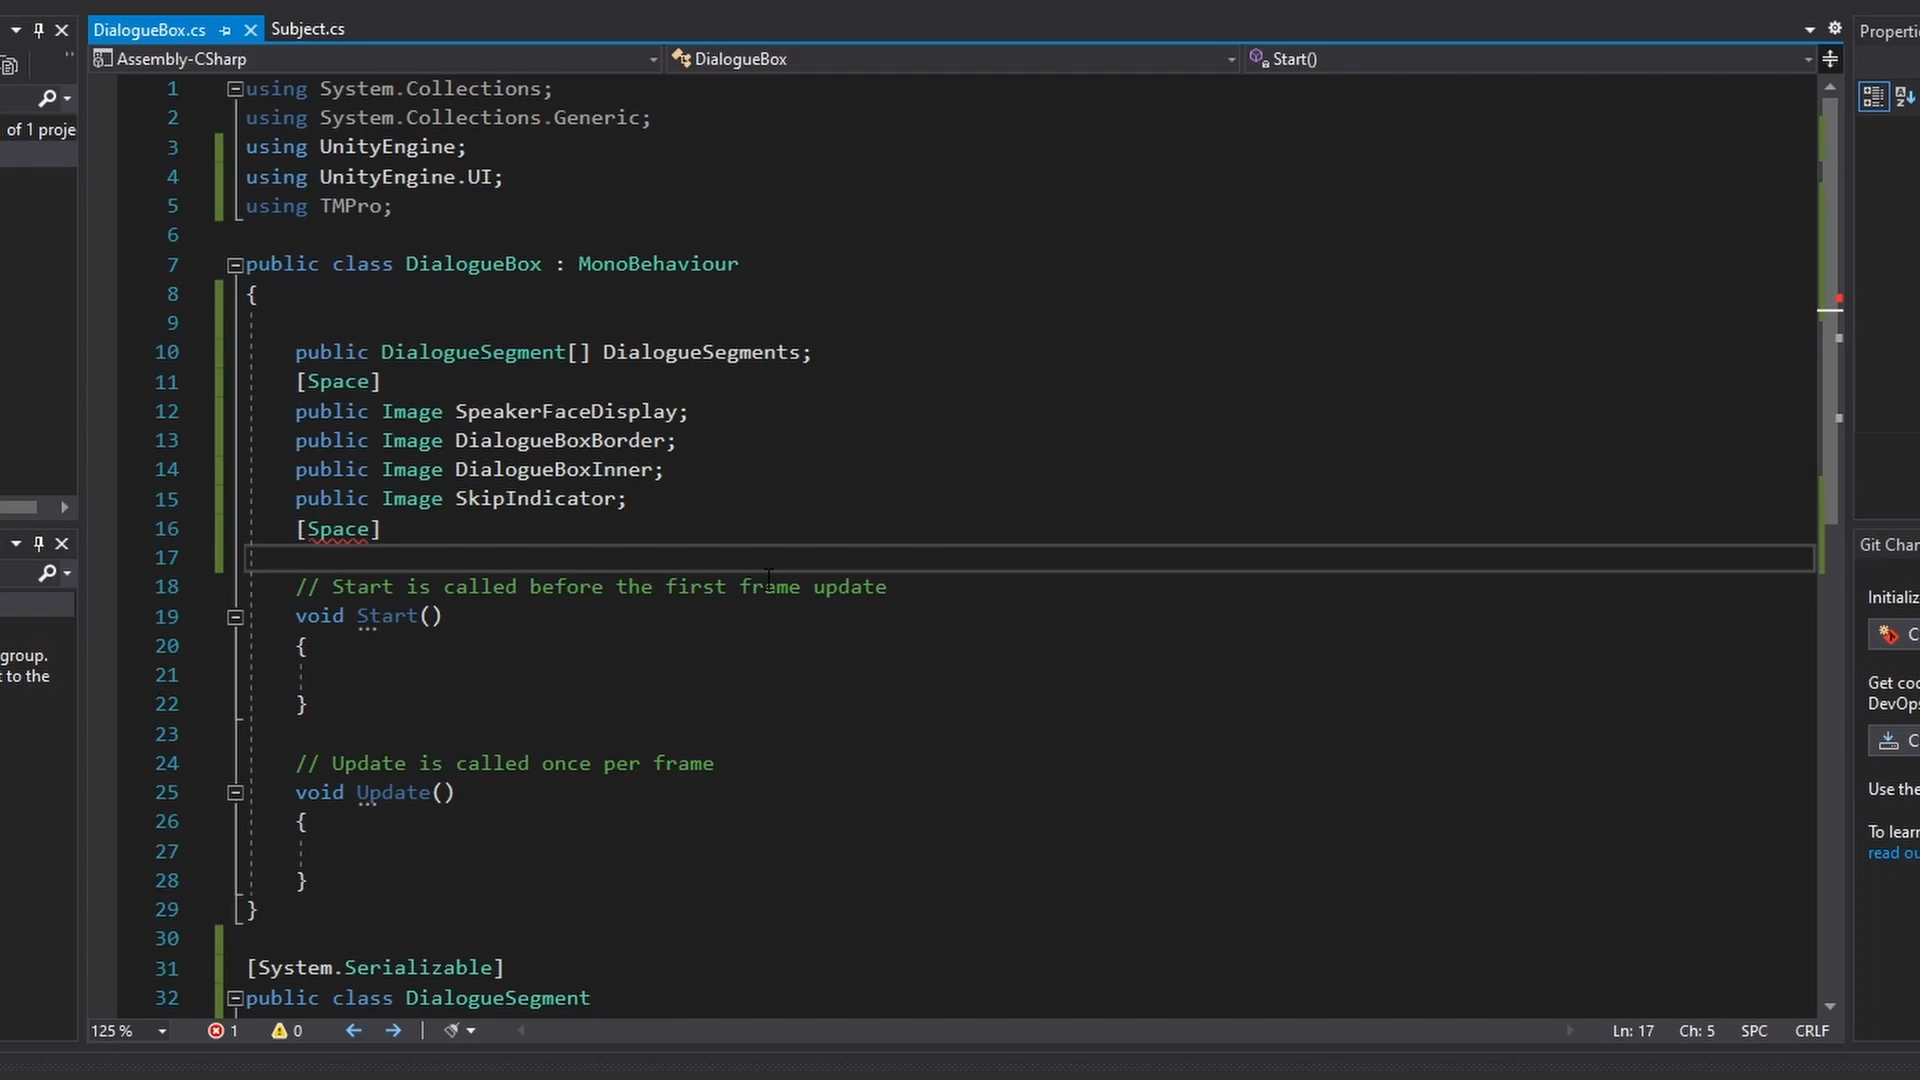 DialogueBox.cs
Subject.cs
Properti
Assembly-CSharp
DialogueBox
Start()
of 1 proje
1 using System.Collections;
2 using System.Collections.Generic;
3 using UnityEngine;
4 using UnityEngine.UI;
5 using TMPro;
6
7 public class DialogueBox : MonoBehaviour
8 {
9
10 public DialogueSegment[] DialogueSegments;
11 [Space]
12 public Image SpeakerFaceDisplay;
13 public Image DialogueBoxBorder;
14 public Image DialogueBoxInner;
15 public Image SkipIndicator;
16 [Space]
17
18 // Start is called before the first frame update
19 void Start()
20 {
21
22 }
23
24 // Update is called once per frame
25 void Update()
26 {
27
28 }
29 }
30
31 [System.Serializable]
32 public class DialogueSegment
group.
t to the
Git Char
Initializ
C
Get coc
DevOps
C
Use the
To learn
read ou
125 %
1
0
Ln: 17
Ch: 5
SPC
CRLF